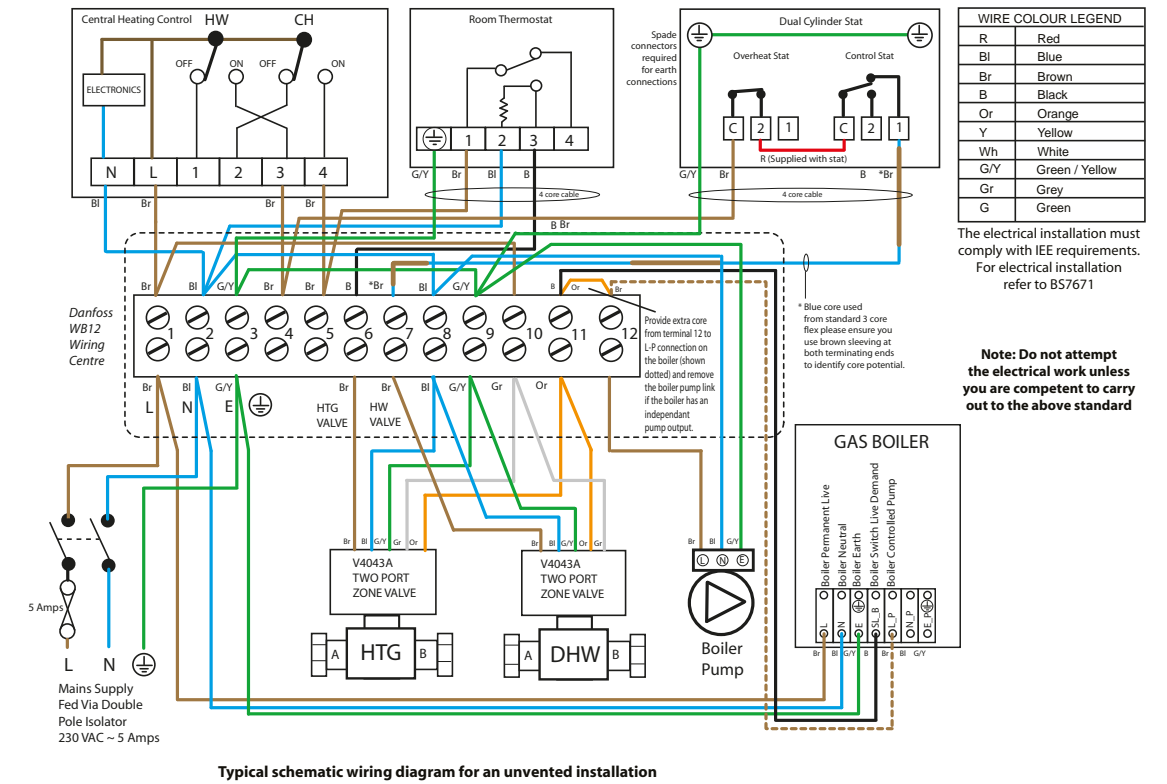 Central Heating Control
HW
CH
OFF
ON
OFF
ON
ELECTRONICS
N
L
1
2
3
4
Bl
Br
Br
Br
Room Thermostat
1
2
3
4
G/Y
Br
Bl
B
4 core cable
Dual Cylinder Stat
Spade
connectors
required
for earth
connections
Overheat Stat
Control Stat
C
2
1
C
2
1
R (Supplied with stat)
G/Y
Br
B
*Br
4 core cable
B Br
WIRE COLOUR LEGEND
R Red
Bl Blue
Br Brown
B Black
Or Orange
Y Yellow
Wh White
G/Y Green / Yellow
Gr Grey
G Green
The electrical installation must
comply with IEE requirements.
For electrical installation
refer to BS7671
Note: Do not attempt
the electrical work unless
you are competent to carry
out to the above standard
* Blue core used
from standard 3 core
flex please ensure you
use brown sleeving at
both terminating ends
to identify core potential.
Danfoss
WB12
Wiring
Centre
Br
Bl
G/Y
Br
Br
B
*Br
Bl
G/Y
B
Or
Br
1
2
3
4
5
6
7
8
9
10
11
12
Provide extra core
from terminal 12 to
L-P connection on
the boiler (shown
dotted) and remove
the boiler pump link
if the boiler has an
independant
pump output.
Br
Bl
G/Y
Br
Br
Bl
G/Y
Gr
Or
L
N
E
HTG
VALVE
HW
VALVE
5 Amps
L
N
Mains Supply
Fed Via Double
Pole Isolator
230 VAC ~ 5 Amps
Br
Bl
G/Y
Gr
Or
V4043A
TWO PORT
ZONE VALVE
A
HTG
B
Br
Bl
G/Y
Or
Gr
V4043A
TWO PORT
ZONE VALVE
A
DHW
B
Br
Bl
G/Y
L
N
E
Boiler
Pump
GAS BOILER
Boiler Permanent Live
Boiler Neutral
Boiler Earth
Boiler Switch Live Demand
Boiler Controlled Pump
L
N
E
SL_B
L_P
N_P
E_P
Br
Bl
G/Y
B
Br
Bl
G/Y
Typical schematic wiring diagram for an unvented installation